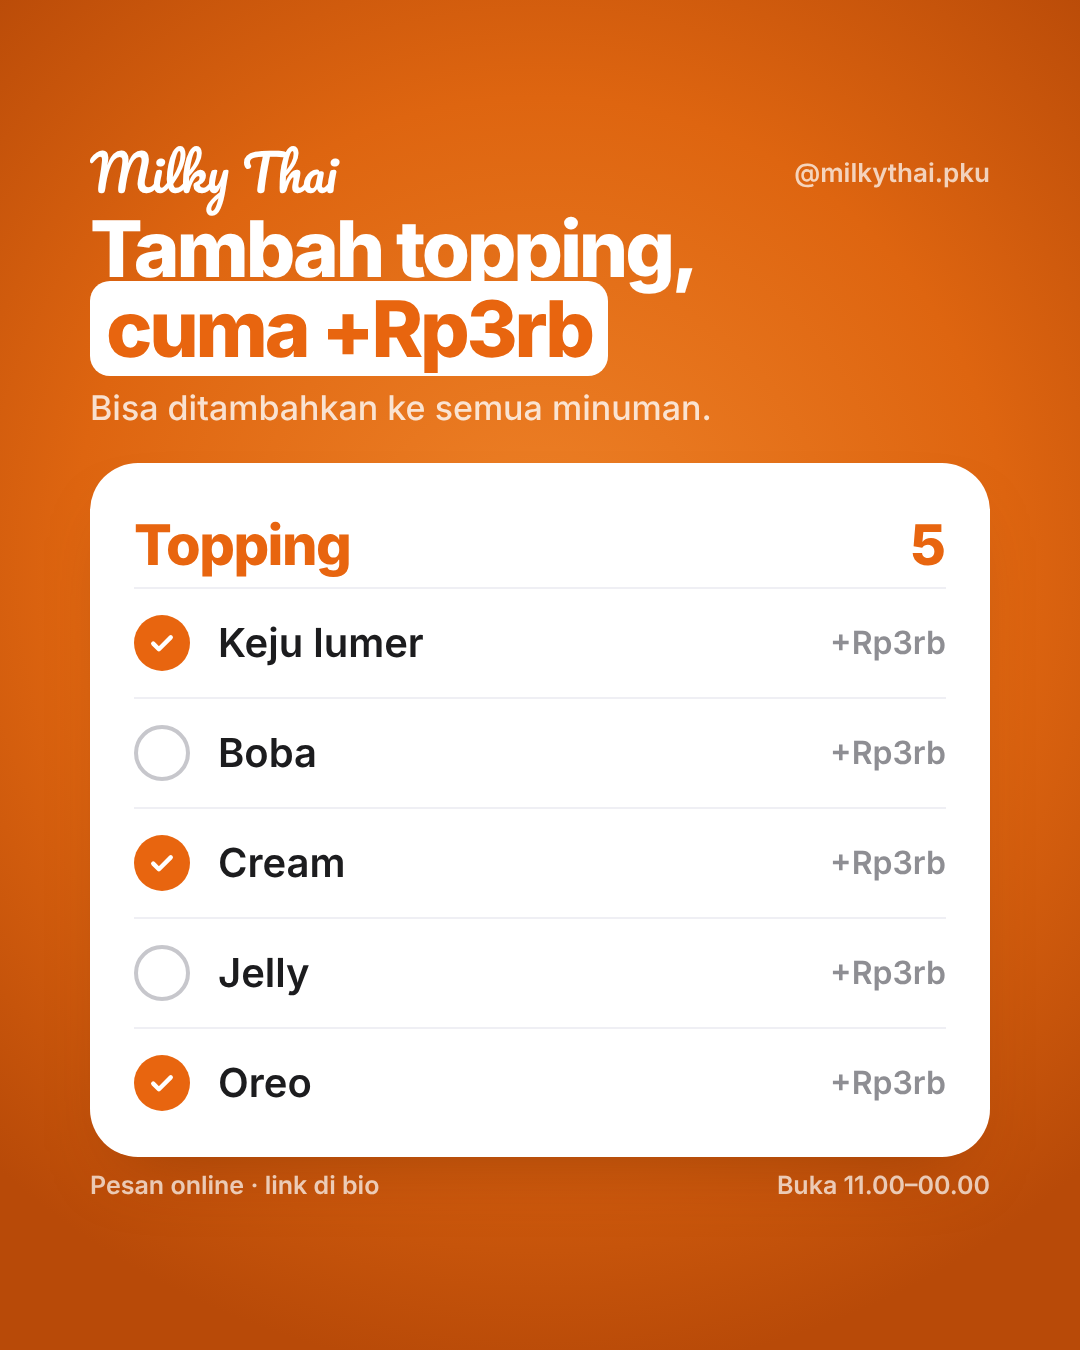 Milky Thai
@milkythai.pku
Tambah topping,
cuma +Rp3rb
Bisa ditambahkan ke semua minuman.
Topping 5
Keju lumer +Rp3rb
Boba +Rp3rb
Cream +Rp3rb
Jelly +Rp3rb
Oreo +Rp3rb
Pesan online · link di bio
Buka 11.00–00.00